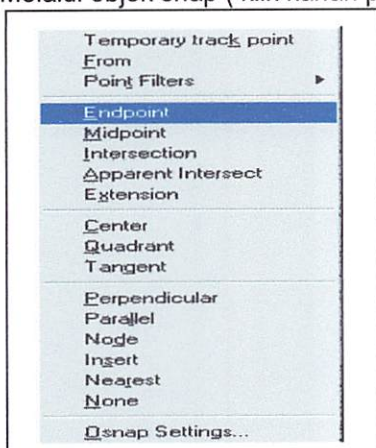 Temporary track point
From
Point Filters
Endpoint
Midpoint
Intersection
Apparent Intersect
Extension
Center
Quadrant
Tangent
Perpendicular
Parallel
Node
Insert
Nearest
None
Osnap Settings...